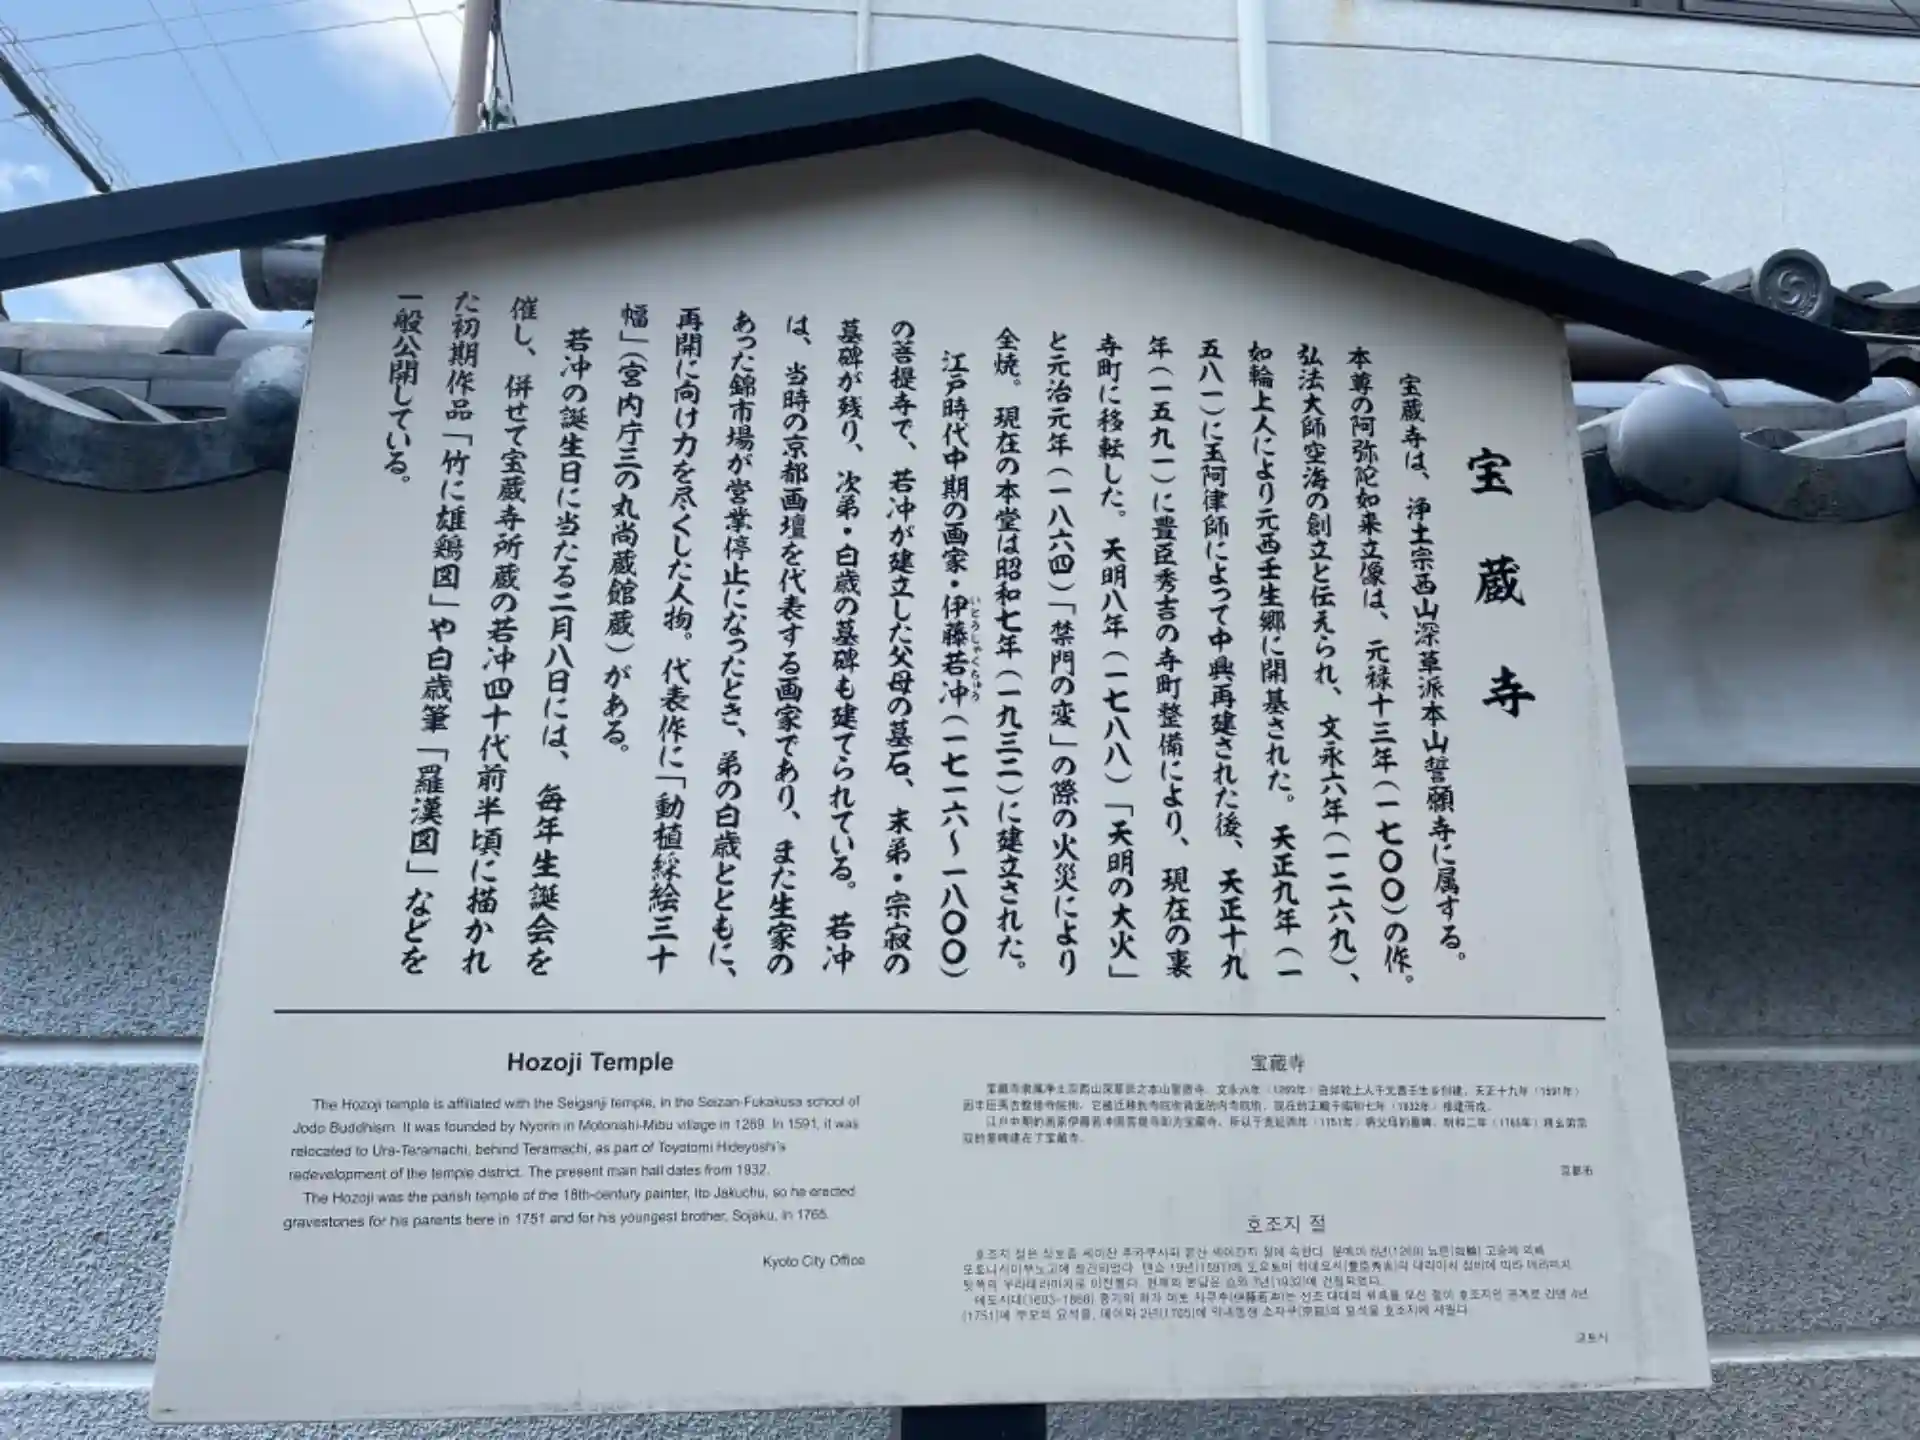 宝蔵寺
宝蔵寺は、浄土宗西山深草派本山誓願寺に属する。
本尊の阿弥陀如来立像は、元禄十三年(一七〇〇)の作。
弘法大師空海の創立と伝えられ、文永六年(一二六九)、
如輪上人により元西壬生郷に開基された。天正九年(一
五八一)に玉阿律師によって中興再建された後、天正十九
年(一五九一)に豊臣秀吉の寺町整備により、現在の裏
寺町に移転した。天明八年(一七八八)「天明の大火」
と元治元年(一八六四)「禁門の変」の際の火災により
全焼。現在の本堂は昭和七年(一九三二)に建立された。
江戸時代中期の画家・伊藤若冲(一七一六〜一八〇〇)
いとうじゃくちゅう
の菩提寺で、若冲が建立した父母の墓石、末弟・宗寂の
墓碑が残り、次弟・白歳の墓碑も建てられている。若冲
は、当時の京都画壇を代表する画家であり、また生家の
あった錦市場が営業停止になったとき、弟の白歳とともに、
再開に向け力を尽くした人物。代表作に「動植綵絵三十
幅」(宮内庁三の丸尚蔵館蔵)がある。
若冲の誕生日に当たる二月八日には、毎年生誕会を
催し、併せて宝蔵寺所蔵の若冲四十代前半頃に描かれ
た初期作品「竹に雄鶏図」や白歳筆「羅漢図」などを
一般公開している。
Hozoji Temple
The Hozoji temple is affiliated with the Seiganji temple, in the Seizan-Fukakusa school of
Jodo Buddhism. It was founded by Nyorin in Motonishi-Mibu village in 1269. In 1591, it was
relocated to Ura-Teramachi, behind Teramachi, as part of Toyotomi Hideyoshi's
redevelopment of the temple district. The present main hall dates from 1932.
The Hozoji was the parish temple of the 18th-century painter, Ito Jakuchu, so he erected
gravestones for his parents here in 1751 and for his youngest brother, Sojaku, in 1765.
Kyoto City Office
宝蔵寺
京都市
호조지 절
교토시